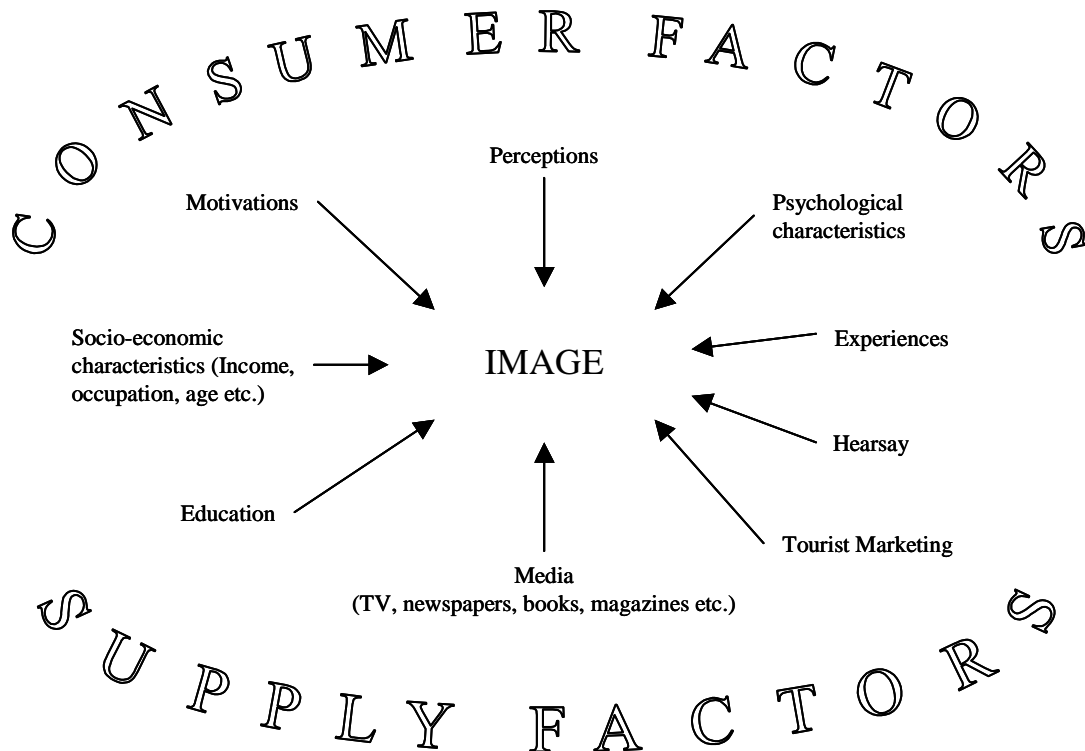 CONSUMER FACTORS
Perceptions
Motivations
Psychological
characteristics
Socio-economic
characteristics (Income,
occupation, age etc.)
IMAGE
Experiences
Hearsay
Education
Tourist Marketing
Media
(TV, newspapers, books, magazines etc.)
SUPPLY FACTORS